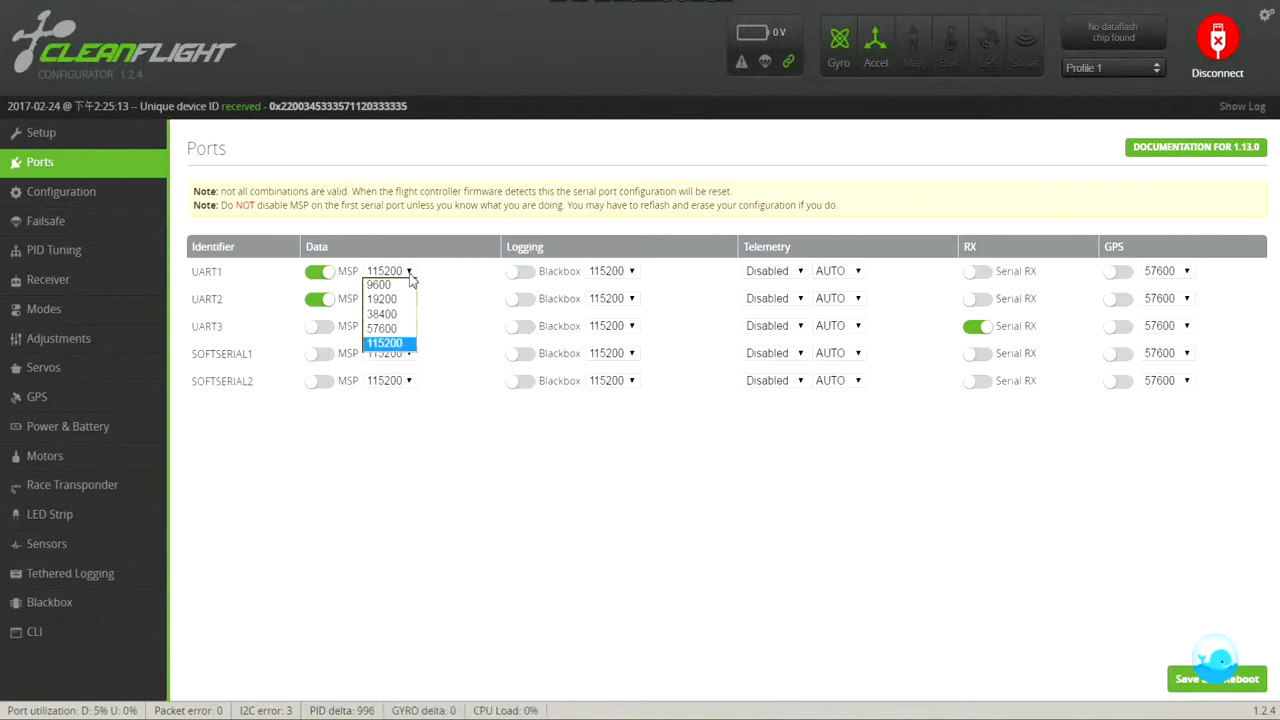 CLEANFLIGHT
CONFIGURATOR 1.2.4
0 V
Gyro Accel Mag Baro GPS Sonar
No dataflash chip found
Profile 1
Disconnect
2017-02-24 @ 下午2:25:13 -- Unique device ID received - 0x2200345333571120333335
Show Log
Setup
Ports
Configuration
Failsafe
PID Tuning
Receiver
Modes
Adjustments
Servos
GPS
Power & Battery
Motors
Race Transponder
LED Strip
Sensors
Tethered Logging
Blackbox
CLI
Ports
DOCUMENTATION FOR 1.13.0
Note: not all combinations are valid. When the flight controller firmware detects this the serial port configuration will be reset.
Note: Do NOT disable MSP on the first serial port unless you know what you are doing. You may have to reflash and erase your configuration if you do.
Identifier Data Logging Telemetry RX GPS
UART1 MSP 115200 Blackbox 115200 Disabled AUTO Serial RX 57600
9600
19200
38400
57600
115200
UART2 MSP Blackbox 115200 Disabled AUTO Serial RX 57600
UART3 MSP Blackbox 115200 Disabled AUTO Serial RX 57600
SOFTSERIAL1 MSP 115200 Blackbox 115200 Disabled AUTO Serial RX 57600
SOFTSERIAL2 MSP 115200 Blackbox 115200 Disabled AUTO Serial RX 57600
Save Reboot
Port utilization: D: 5% U: 0% Packet error: 0 I2C error: 3 PID delta: 996 GYRO delta: 0 CPU Load: 0% 1.2.4